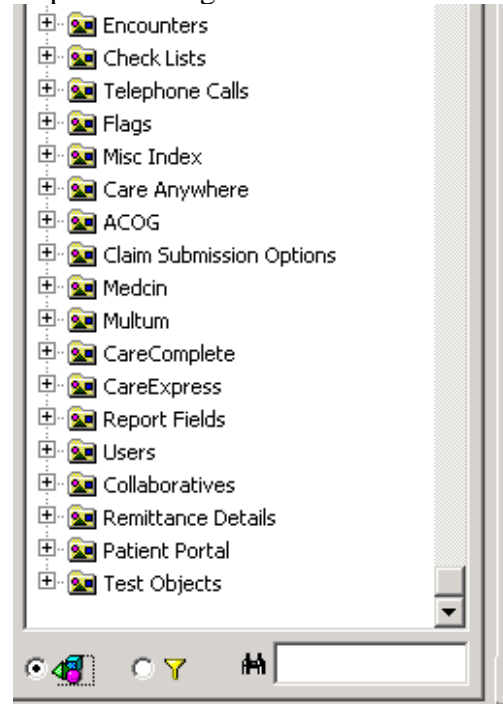 Encounters
Check Lists
Telephone Calls
Flags
Misc Index
Care Anywhere
ACOG
Claim Submission Options
Medcin
Multum
CareComplete
CareExpress
Report Fields
Users
Collaboratives
Remittance Details
Patient Portal
Test Objects